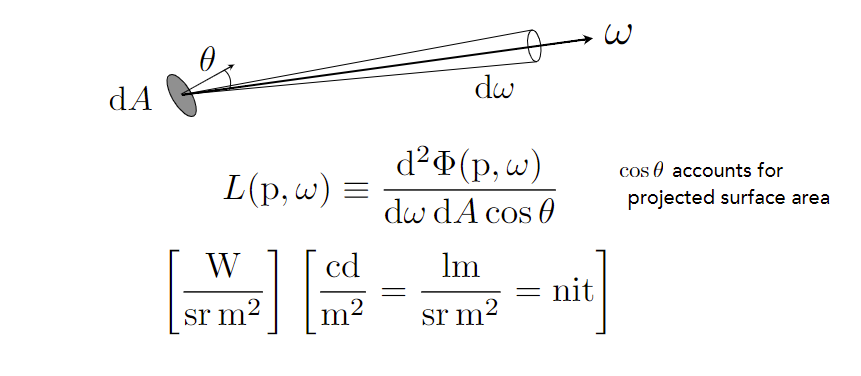 ω
θ
dA
dω
L(p, ω) ≡ d²Φ(p, ω) / dω dA cos θ
cos θ accounts for
projected surface area
[W / sr m²] [cd / m² = lm / sr m² = nit]